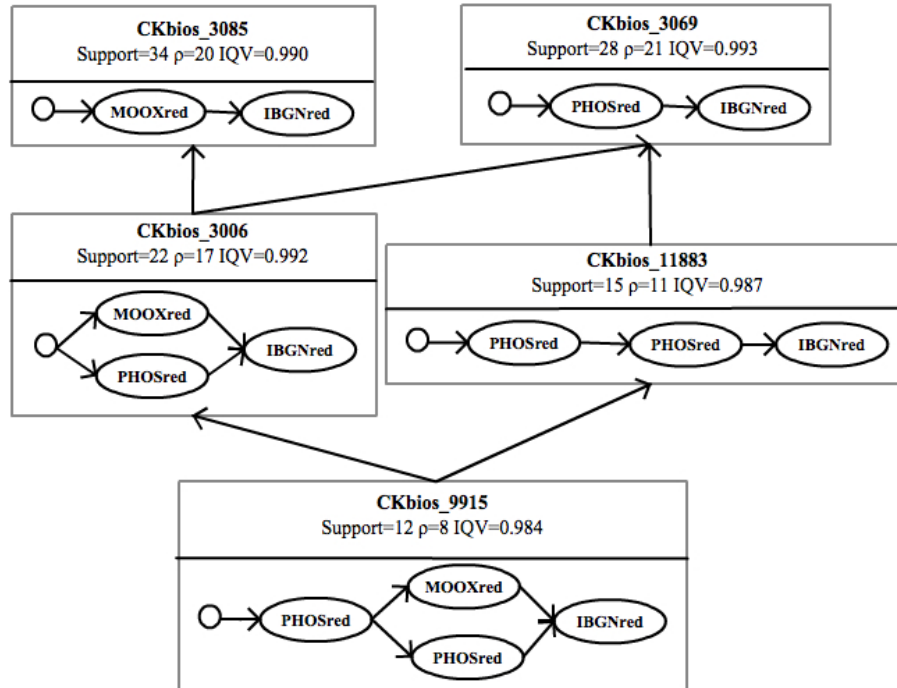 CKbios_3085
Support=34 ρ=20 IQV=0.990
MOOXred
IBGNred
CKbios_3069
Support=28 ρ=21 IQV=0.993
PHOSred
IBGNred
CKbios_3006
Support=22 ρ=17 IQV=0.992
MOOXred
PHOSred
IBGNred
CKbios_11883
Support=15 ρ=11 IQV=0.987
PHOSred
PHOSred
IBGNred
CKbios_9915
Support=12 ρ=8 IQV=0.984
PHOSred
MOOXred
PHOSred
IBGNred